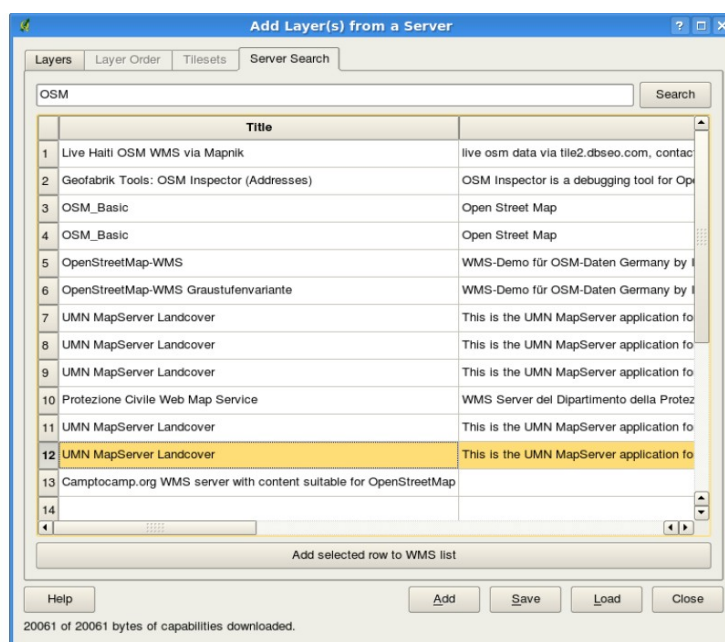 Add Layer(s) from a Server
Layers Layer Order Tilesets Server Search
OSM Search
Title
1 Live Haiti OSM WMS via Mapnik live osm data via tile2.dbseo.com, contac
2 Geofabrik Tools: OSM Inspector (Addresses) OSM Inspector is a debugging tool for Ope
3 OSM_Basic Open Street Map
4 OSM_Basic Open Street Map
5 OpenStreetMap-WMS WMS-Demo für OSM-Daten Germany by I
6 OpenStreetMap-WMS Graustufenvariante WMS-Demo für OSM-Daten Germany by I
7 UMN MapServer Landcover This is the UMN MapServer application fo
8 UMN MapServer Landcover This is the UMN MapServer application fo
9 UMN MapServer Landcover This is the UMN MapServer application fo
10 Protezione Civile Web Map Service WMS Server del Dipartimento della Protez
11 UMN MapServer Landcover This is the UMN MapServer application fo
12 UMN MapServer Landcover This is the UMN MapServer application fo
13 Camptocamp.org WMS server with content suitable for OpenStreetMap
14
Add selected row to WMS list
Help Add Save Load Close
20061 of 20061 bytes of capabilities downloaded.